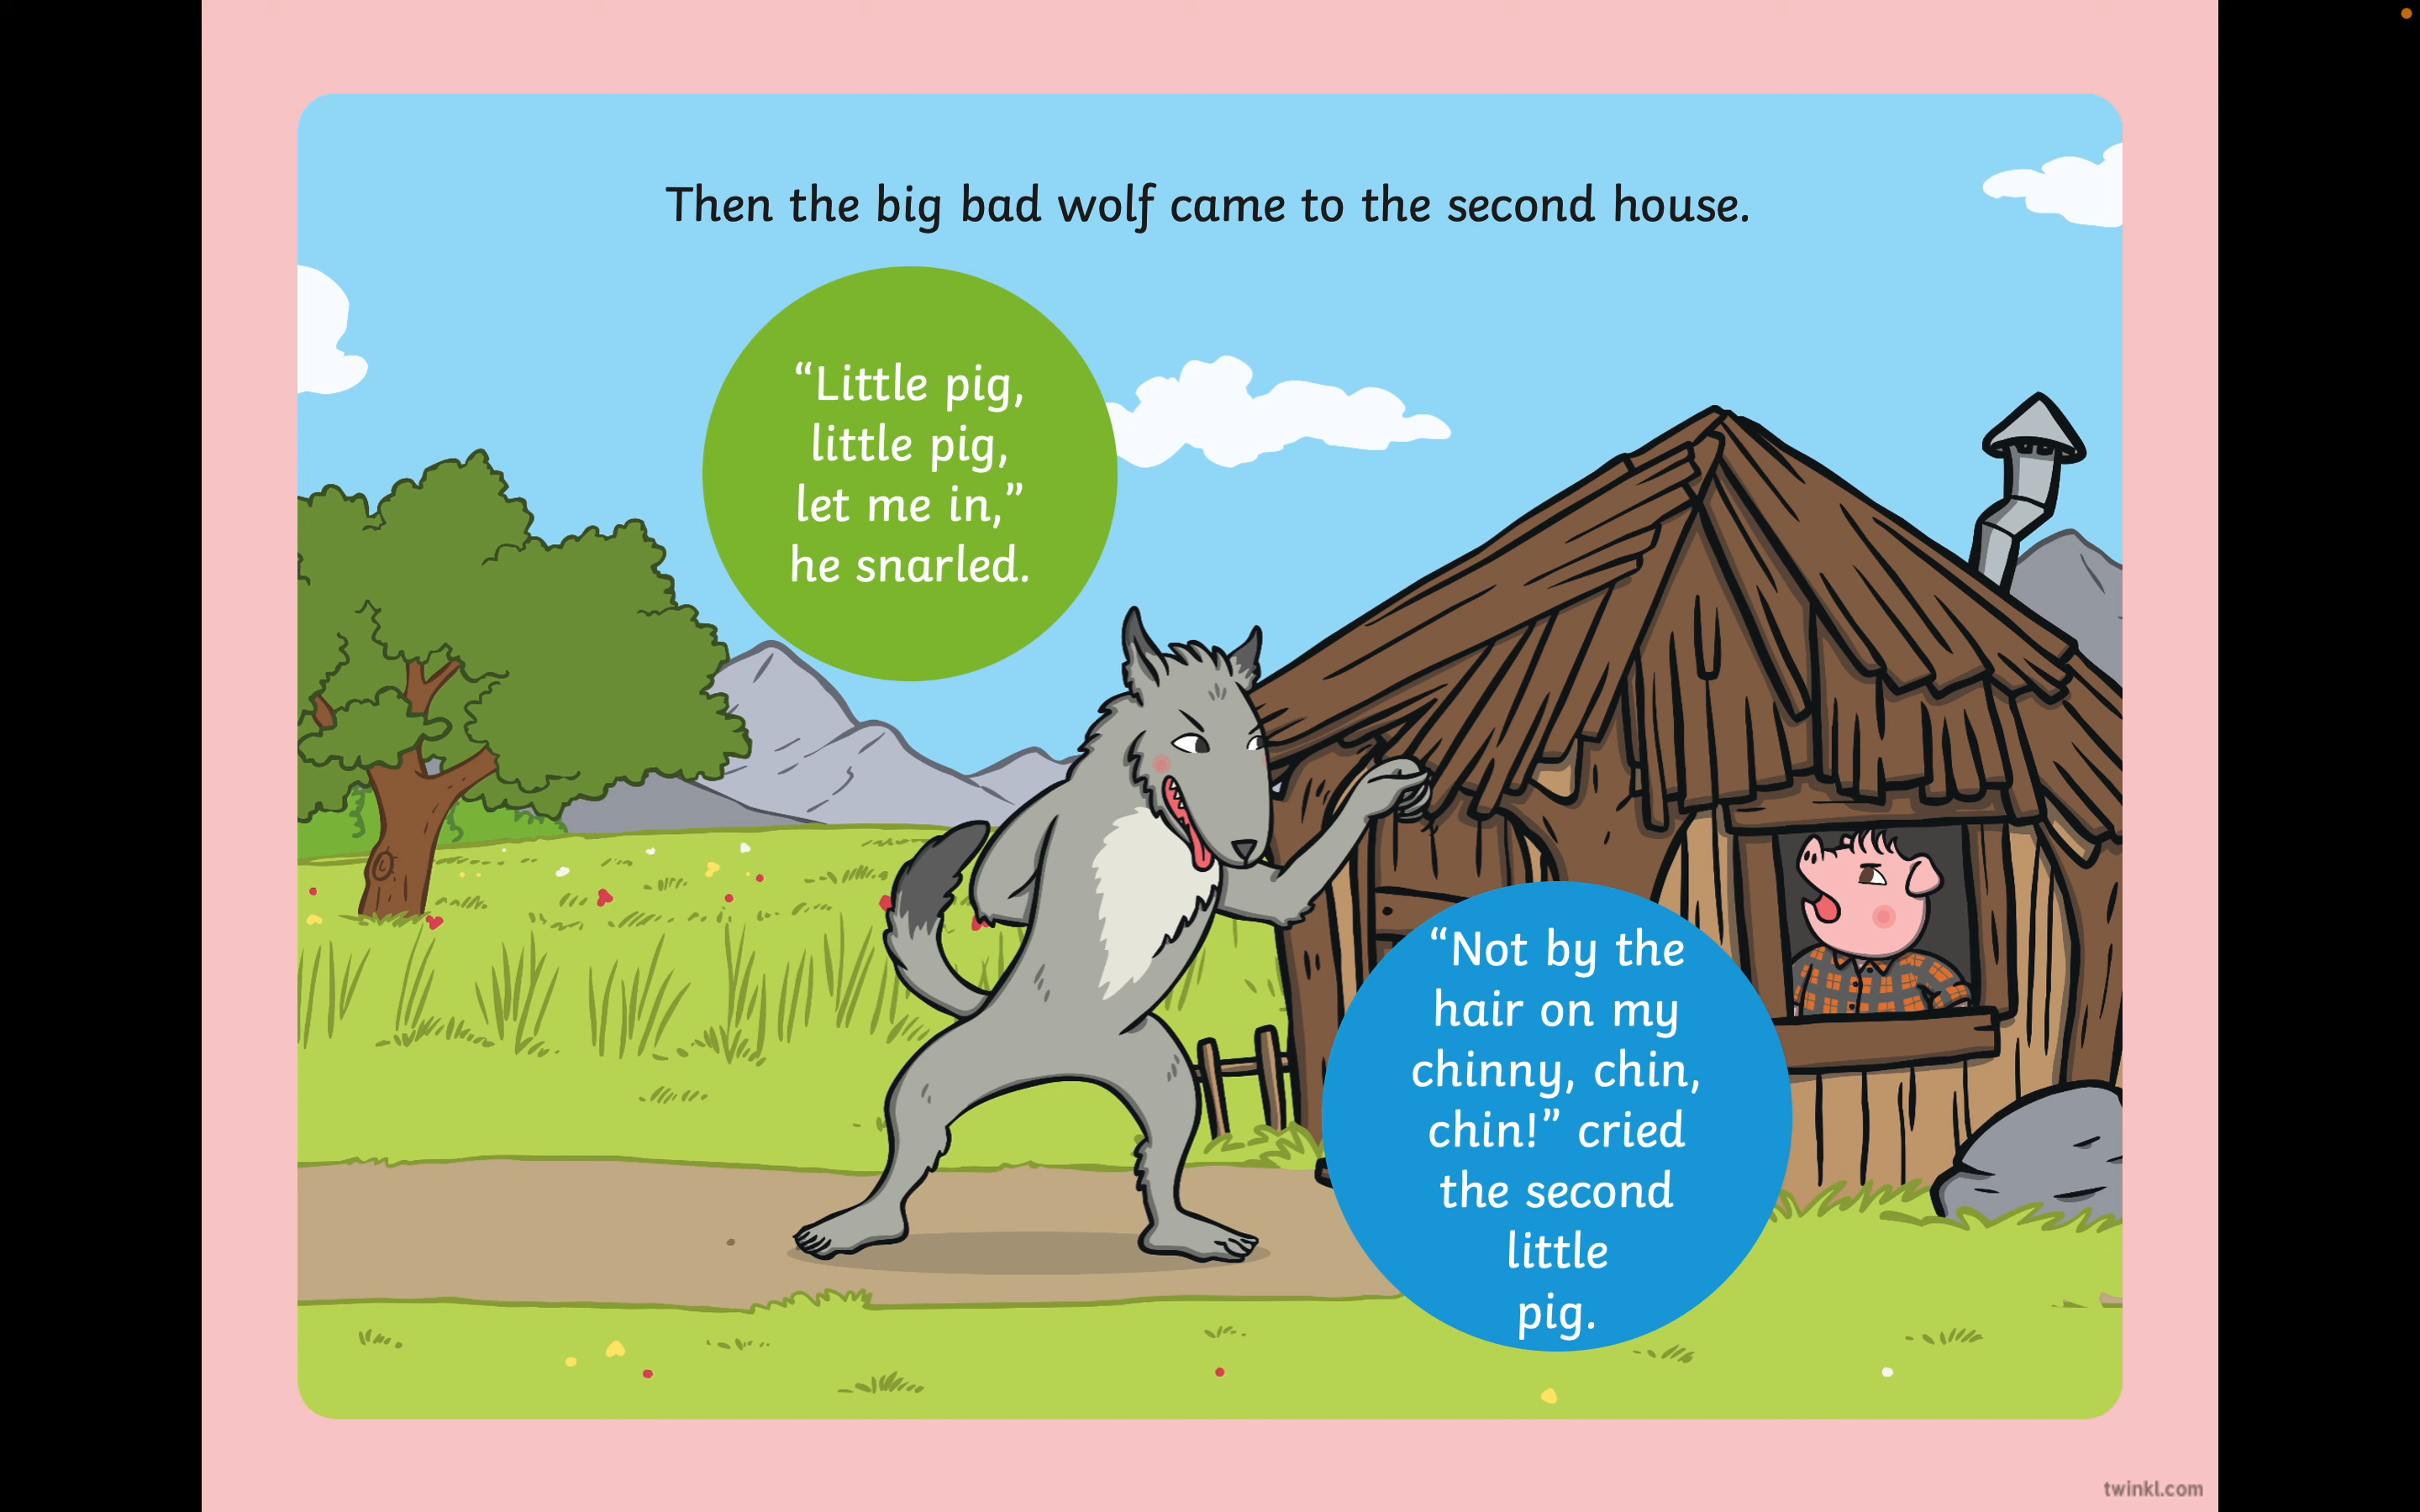 Then the big bad wolf came to the second house.
“Little pig,
little pig,
let me in,”
he snarled.
“Not by the
hair on my
chinny, chin,
chin!” cried
the second
little
pig.
twinkl.com